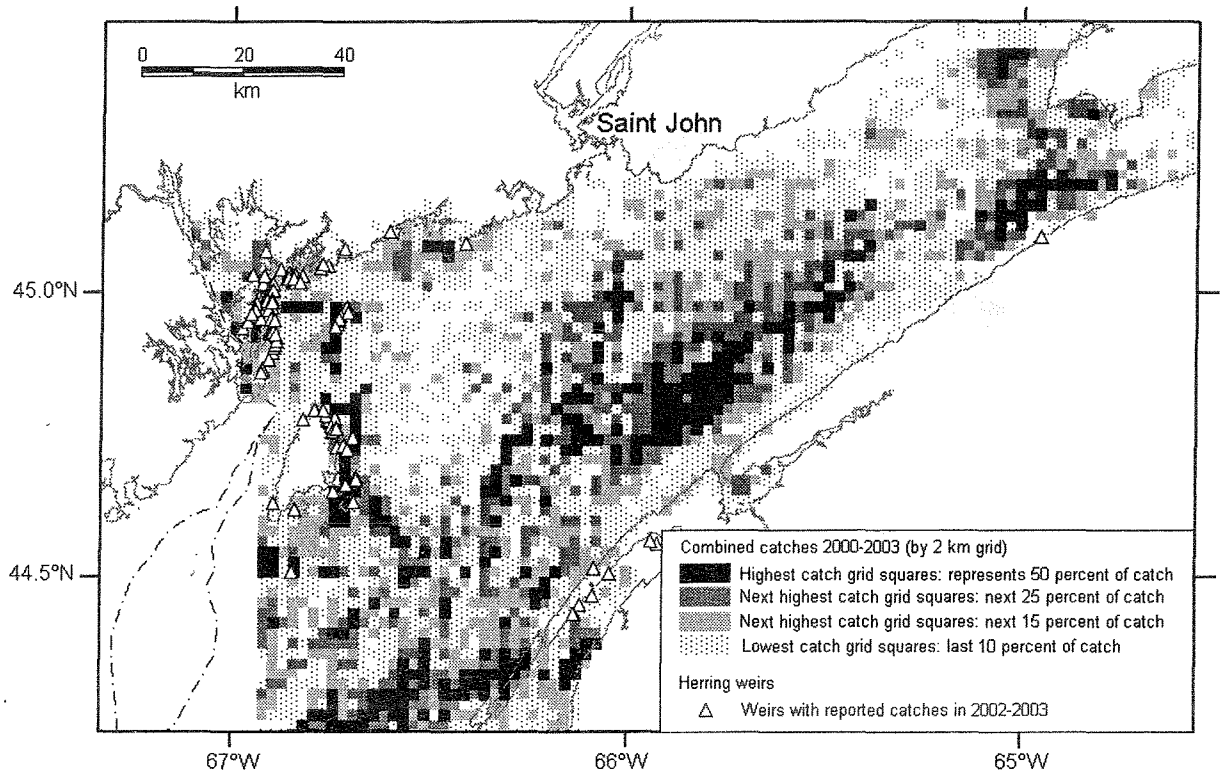 0 20 40
km
Saint John
45.0°N
44.5°N
Combined catches 2000-2003 (by 2 km grid)
Highest catch grid squares: represents 50 percent of catch
Next highest catch grid squares: next 25 percent of catch
Next highest catch grid squares: next 15 percent of catch
Lowest catch grid squares: last 10 percent of catch
Herring weirs
Weirs with reported catches in 2002-2003
67°W 66°W 65°W